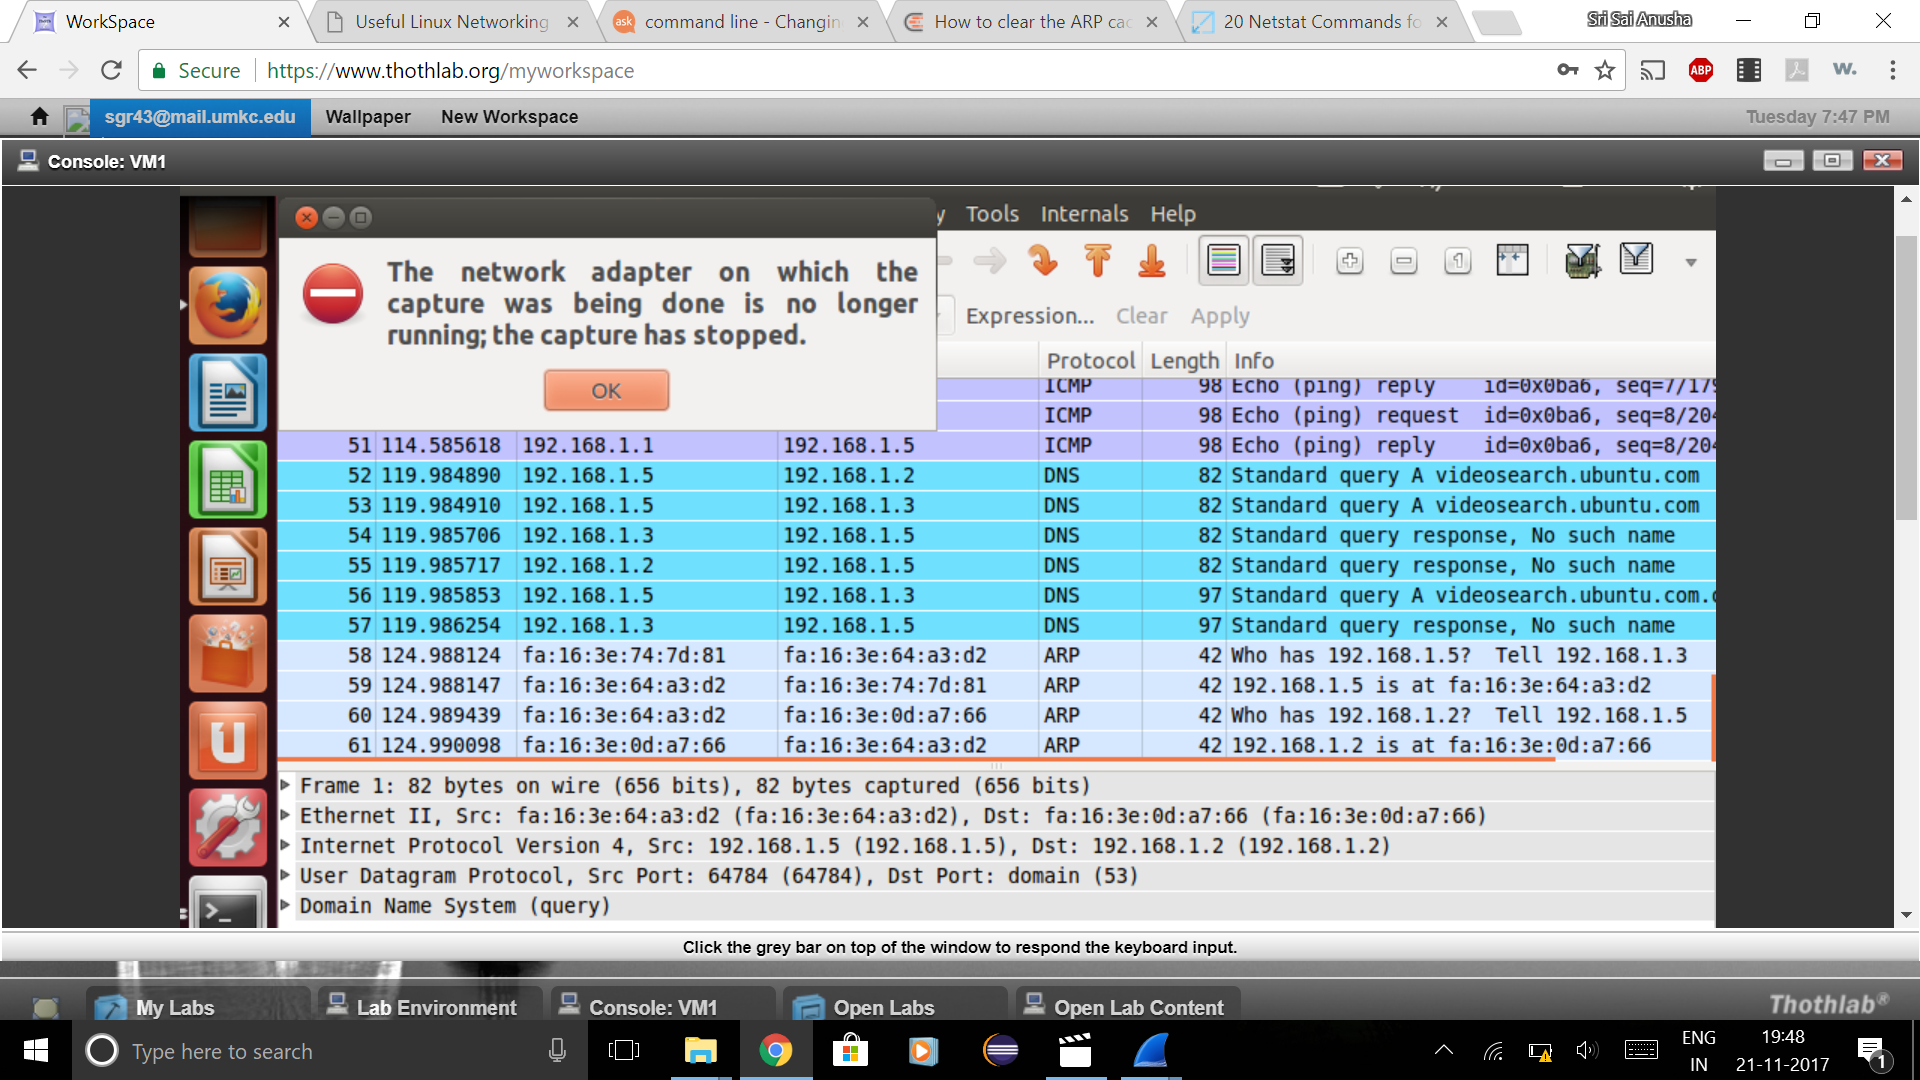 WorkSpace
Useful Linux Networking
command line - Changin
How to clear the ARP cac
20 Netstat Commands fo
Sri Sai Anusha
Secure
https://www.thothlab.org/myworkspace
ABP
w.
sgr43@mail.umkc.edu
Wallpaper
New Workspace
Tuesday 7:47 PM
Console: VM1
y Tools Internals Help
The network adapter on which the
capture was being done is no longer
running; the capture has stopped.
OK
Expression... Clear Apply
Protocol Length Info
ICMP 98 Echo (ping) reply id=0x0ba6, seq=7/179
ICMP 98 Echo (ping) request id=0x0ba6, seq=8/204
51 114.585618 192.168.1.1 192.168.1.5 ICMP 98 Echo (ping) reply id=0x0ba6, seq=8/204
52 119.984890 192.168.1.5 192.168.1.2 DNS 82 Standard query A videosearch.ubuntu.com
53 119.984910 192.168.1.5 192.168.1.3 DNS 82 Standard query A videosearch.ubuntu.com
54 119.985706 192.168.1.3 192.168.1.5 DNS 82 Standard query response, No such name
55 119.985717 192.168.1.2 192.168.1.5 DNS 82 Standard query response, No such name
56 119.985853 192.168.1.5 192.168.1.3 DNS 97 Standard query A videosearch.ubuntu.com.
57 119.986254 192.168.1.3 192.168.1.5 DNS 97 Standard query response, No such name
58 124.988124 fa:16:3e:74:7d:81 fa:16:3e:64:a3:d2 ARP 42 Who has 192.168.1.5? Tell 192.168.1.3
59 124.988147 fa:16:3e:64:a3:d2 fa:16:3e:74:7d:81 ARP 42 192.168.1.5 is at fa:16:3e:64:a3:d2
60 124.989439 fa:16:3e:64:a3:d2 fa:16:3e:0d:a7:66 ARP 42 Who has 192.168.1.2? Tell 192.168.1.5
61 124.990098 fa:16:3e:0d:a7:66 fa:16:3e:64:a3:d2 ARP 42 192.168.1.2 is at fa:16:3e:0d:a7:66
Frame 1: 82 bytes on wire (656 bits), 82 bytes captured (656 bits)
Ethernet II, Src: fa:16:3e:64:a3:d2 (fa:16:3e:64:a3:d2), Dst: fa:16:3e:0d:a7:66 (fa:16:3e:0d:a7:66)
Internet Protocol Version 4, Src: 192.168.1.5 (192.168.1.5), Dst: 192.168.1.2 (192.168.1.2)
User Datagram Protocol, Src Port: 64784 (64784), Dst Port: domain (53)
Domain Name System (query)
Click the grey bar on top of the window to respond the keyboard input.
My Labs
Lab Environment
Console: VM1
Open Labs
Open Lab Content
Thothlab®
Type here to search
ENG
IN
19:48
21-11-2017
1